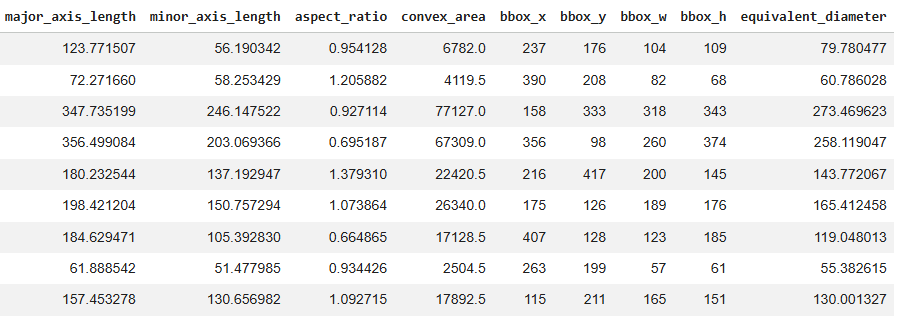 major_axis_length minor_axis_length aspect_ratio convex_area bbox_x bbox_y bbox_w bbox_h equivalent_diameter
123.771507 56.190342 0.954128 6782.0 237 176 104 109 79.780477
72.271660 58.253429 1.205882 4119.5 390 208 82 68 60.786028
347.735199 246.147522 0.927114 77127.0 158 333 318 343 273.469623
356.499084 203.069366 0.695187 67309.0 356 98 260 374 258.119047
180.232544 137.192947 1.379310 22420.5 216 417 200 145 143.772067
198.421204 150.757294 1.073864 26340.0 175 126 189 176 165.412458
184.629471 105.392830 0.664865 17128.5 407 128 123 185 119.048013
61.888542 51.477985 0.934426 2504.5 263 199 57 61 55.382615
157.453278 130.656982 1.092715 17892.5 115 211 165 151 130.001327